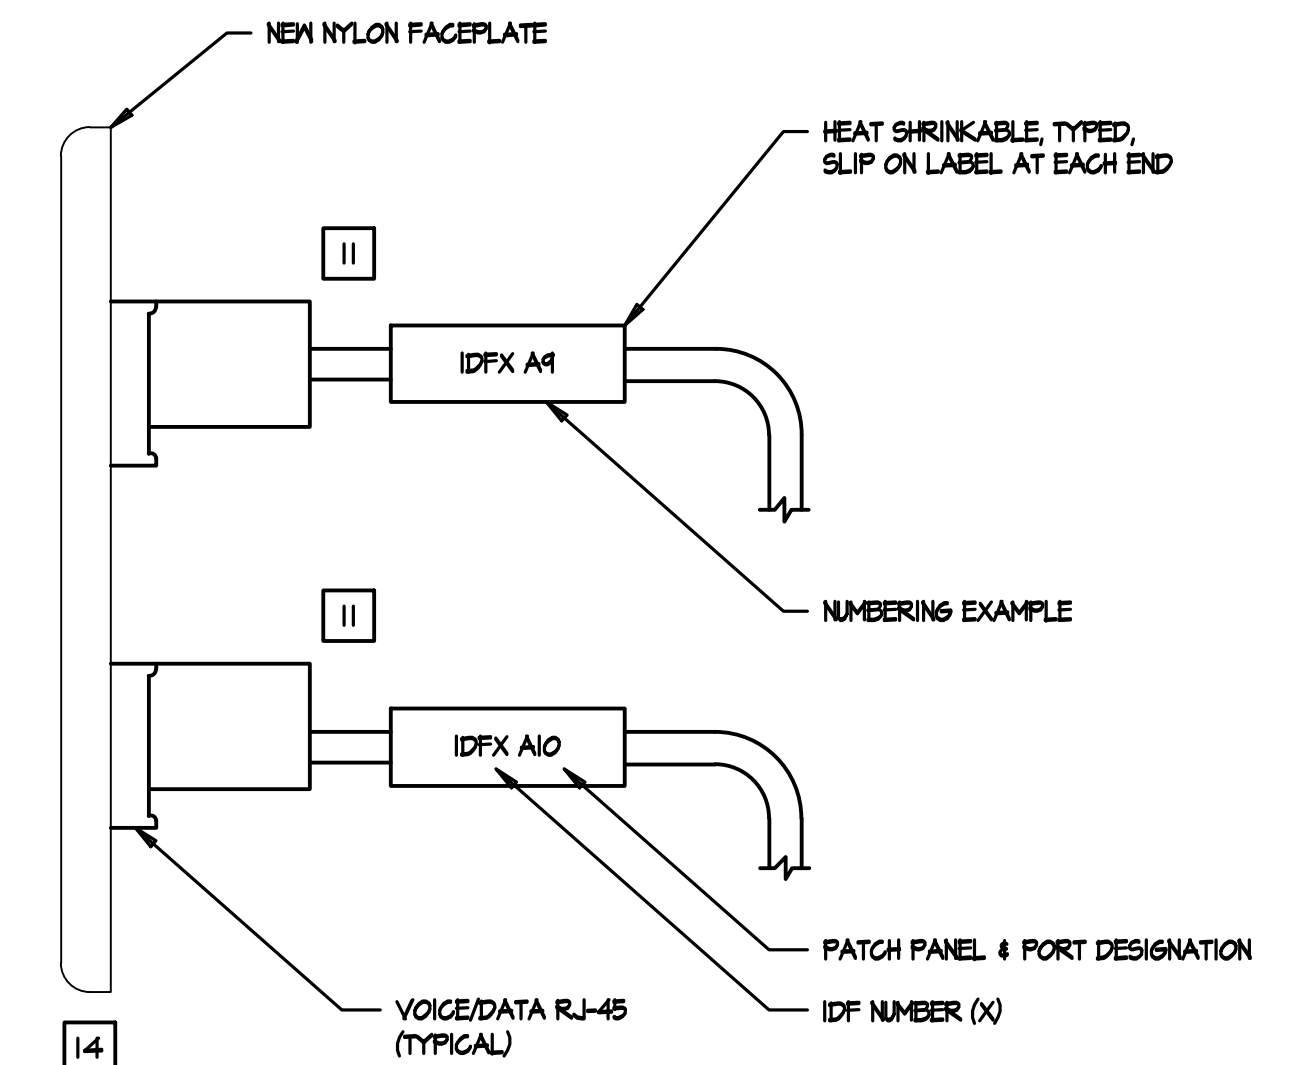 NEW NYLON FACEPLATE
HEAT SHRINKABLE, TYPED,
SLIP ON LABEL AT EACH END
11
IDFX A9
NUMBERING EXAMPLE
11
IDFX A10
PATCH PANEL & PORT DESIGNATION
VOICE/DATA RJ-45
(TYPICAL)
IDF NUMBER (X)
14